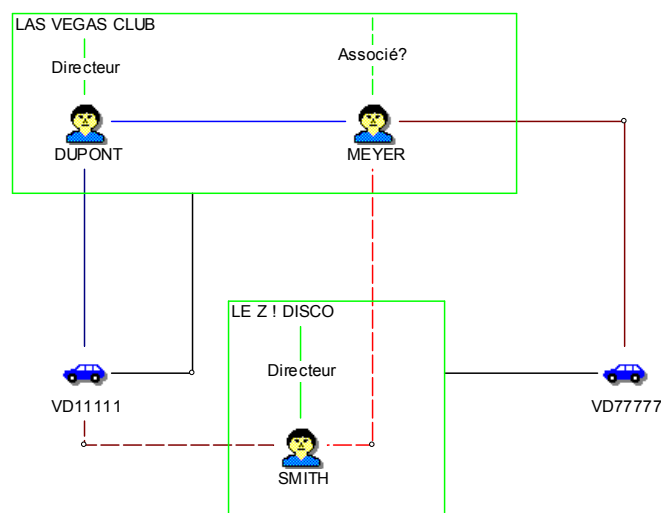 LAS VEGAS CLUB
Directeur
Associé?
DUPONT
MEYER
LE Z ! DISCO
Directeur
VD11111
VD77777
SMITH